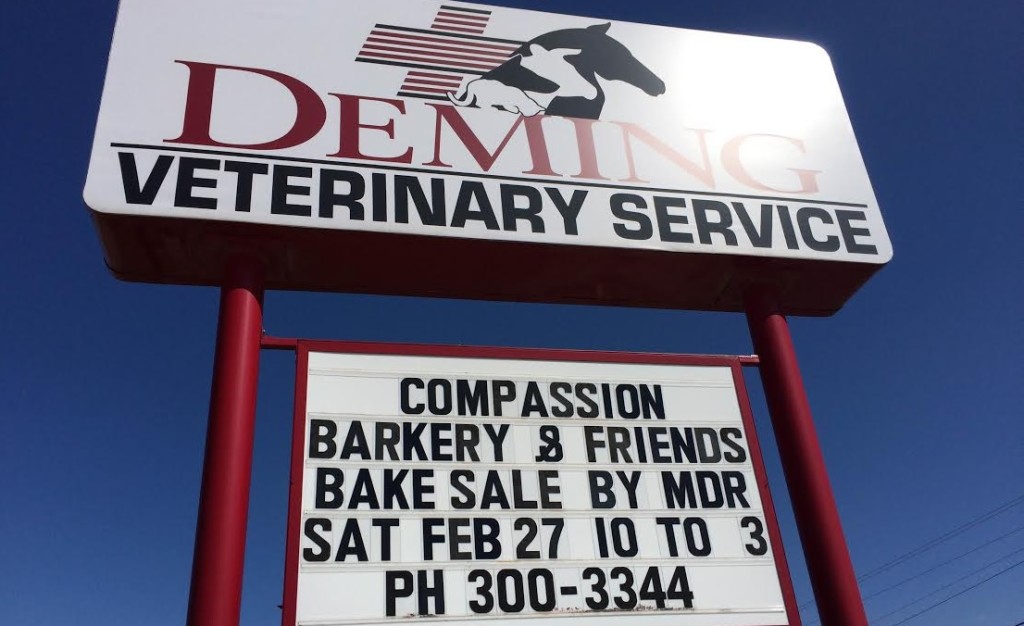 DEMING
VETERINARY SERVICE
COMPASSION
BARKERY & FRIENDS
BAKE SALE BY MDR
SAT FEB 27 10 TO 3
PH 300-3344